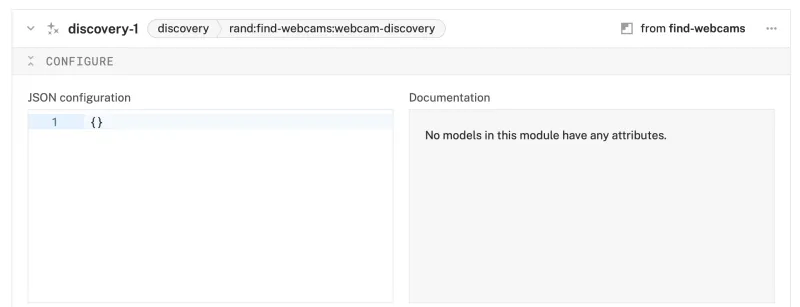 discovery-1 discovery rand:find-webcams:webcam-discovery from find-webcams ...
CONFIGURE
JSON configuration
1 {}
Documentation
No models in this module have any attributes.